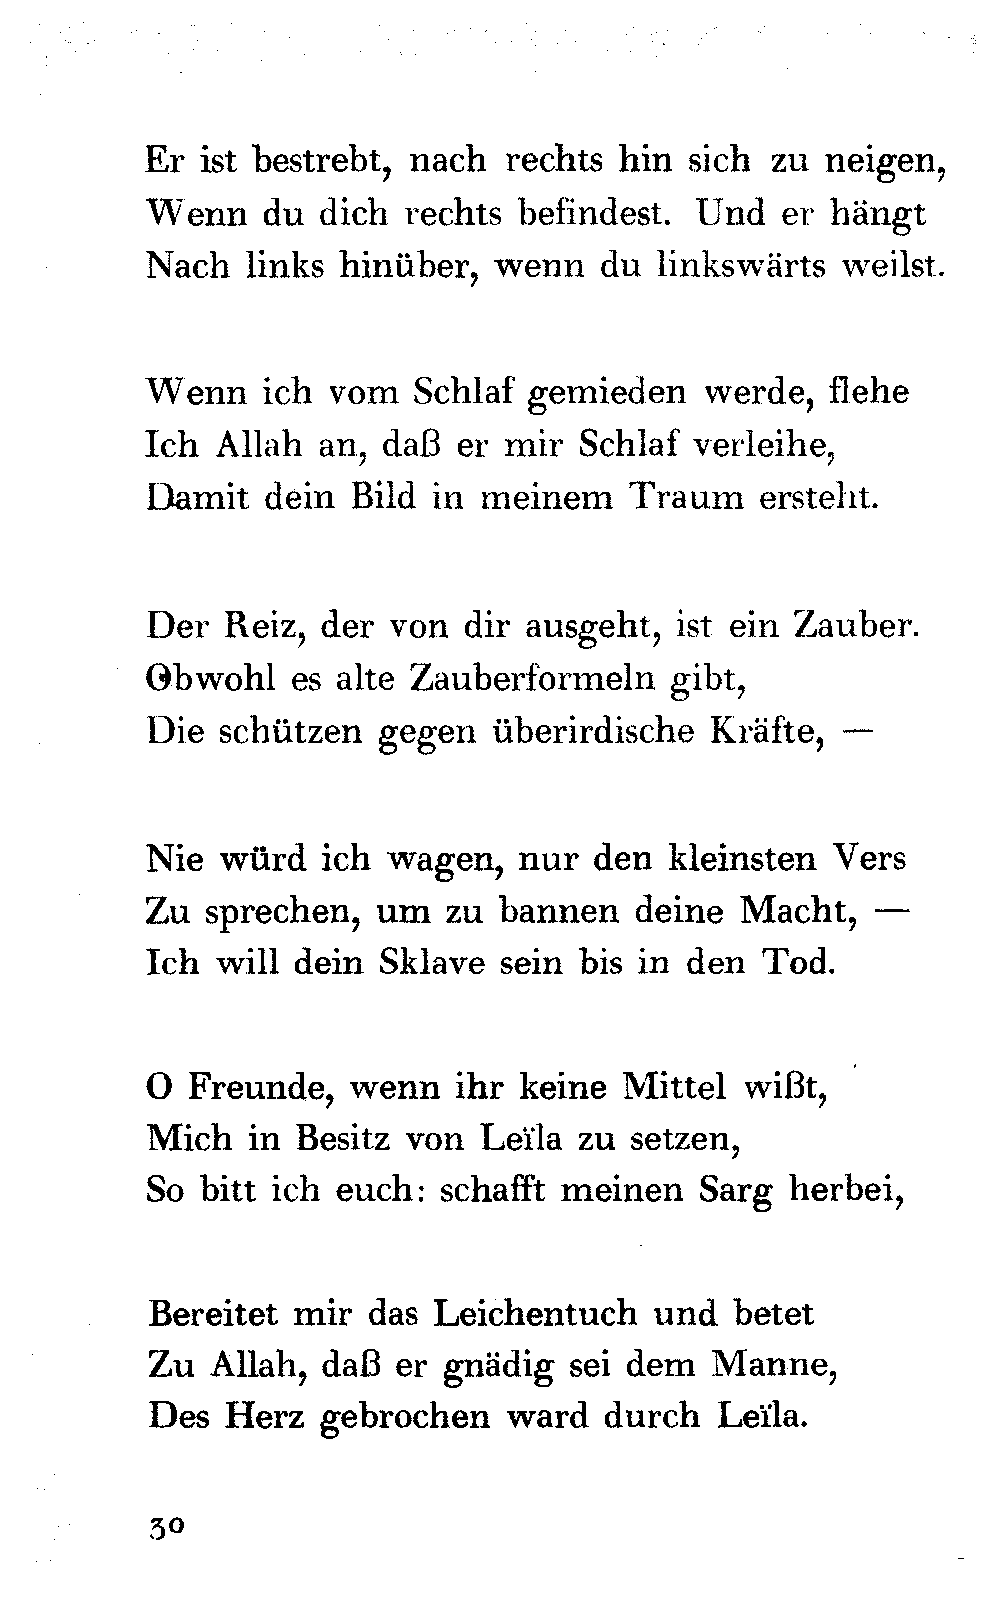 Er ist bestrebt, nach rechts hin sich zu neigen,
Wenn du dich rechts befindest. Und er hängt
Nach links hinüber, wenn du linkswärts weilst.
Wenn ich vom Schlaf gemieden werde, flehe
Ich Allah an, daß er mir Schlaf verleihe,
Damit dein Bild in meinem Traum ersteht.
Der Reiz, der von dir ausgeht, ist ein Zauber.
Obwohl es alte Zauberformeln gibt,
Die schützen gegen überirdische Kräfte, —
Nie würd ich wagen, nur den kleinsten Vers
Zu sprechen, um zu bannen deine Macht, —
Ich will dein Sklave sein bis in den Tod.
O Freunde, wenn ihr keine Mittel wißt,
Mich in Besitz von Leïla zu setzen,
So bitt ich euch: schafft meinen Sarg herbei,
Bereitet mir das Leichentuch und betet
Zu Allah, daß er gnädig sei dem Manne,
Des Herz gebrochen ward durch Leïla.
30